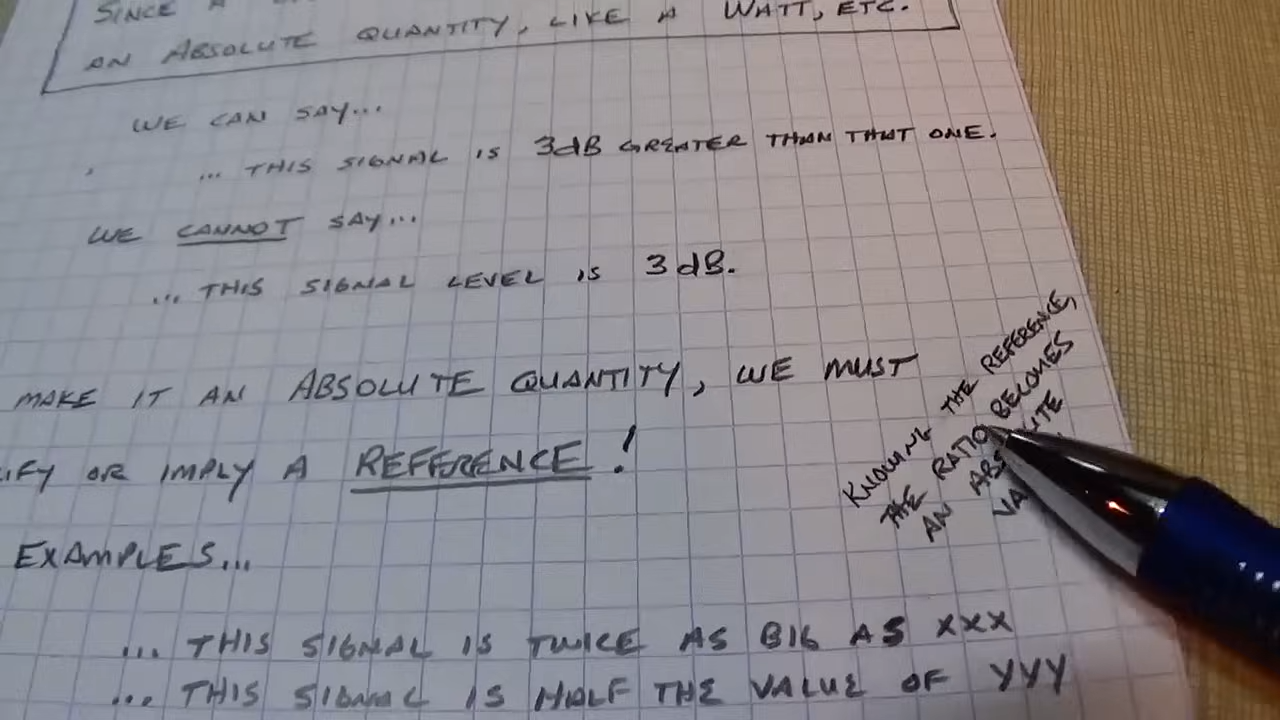 SINCE A
AN ABSOLUTE QUANTITY, LIKE A WATT, ETC.
WE CAN SAY...
... THIS SIGNAL IS 3dB GREATER THAN THAT ONE.
WE CANNOT SAY...
... THIS SIGNAL LEVEL IS 3dB.
MAKE IT AN ABSOLUTE QUANTITY, WE MUST
IFY OR IMPLY A REFERENCE!
KNOWING THE REFERENCE,
THE RATIO BECOMES
AN
EXAMPLES...
... THIS SIGNAL IS TWICE AS BIG AS XXX
... THIS SIGNAL IS HALF THE VALUE OF YYY